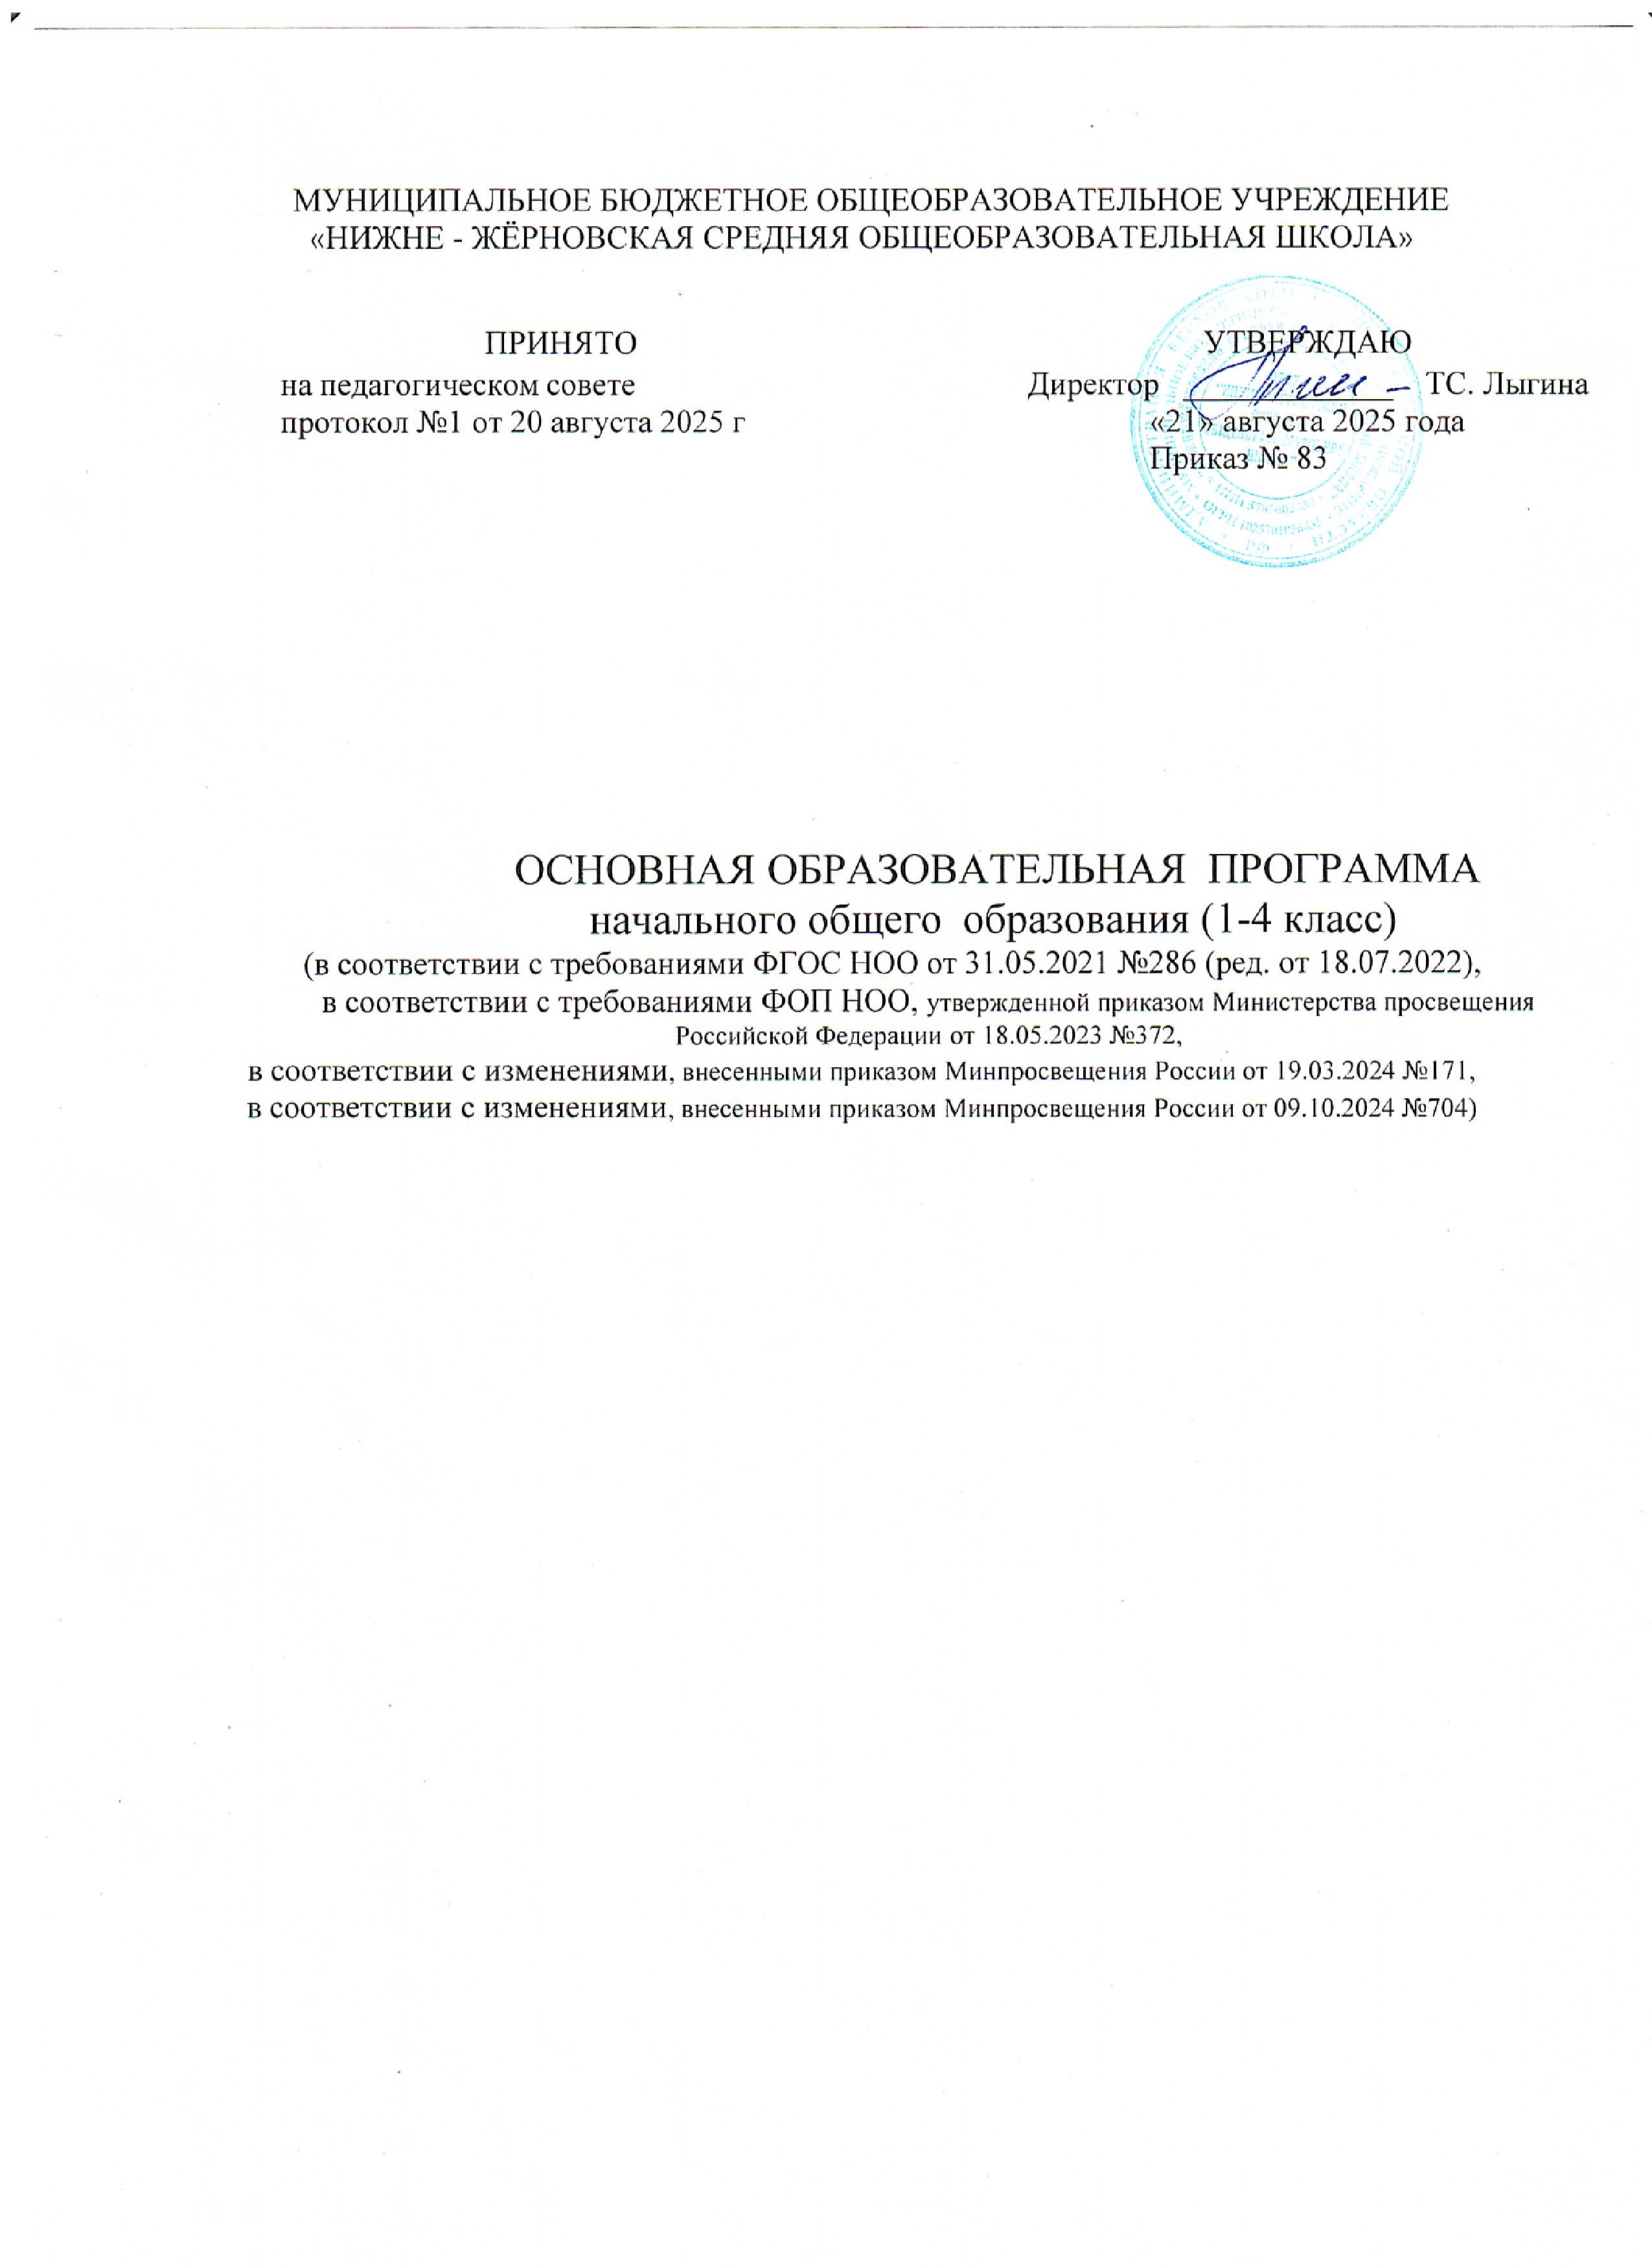 МУНИЦИПАЛЬНОЕ БЮДЖЕТНОЕ ОБЩЕОБРАЗОВАТЕЛЬНОЕ УЧРЕЖДЕНИЕ
«НИЖНЕ - ЖЁРНОВСКАЯ СРЕДНЯЯ ОБЩЕОБРАЗОВАТЕЛЬНАЯ ШКОЛА»
ПРИНЯТО
на педагогическом совете
протокол №1 от 20 августа 2025 г
УТВЕРЖДАЮ
Директор ТС. Лыгина
«21» августа 2025 года
Приказ № 83
ОСНОВНАЯ ОБРАЗОВАТЕЛЬНАЯ ПРОГРАММА
начального общего образования (1-4 класс)
(в соответствии с требованиями ФГОС НОО от 31.05.2021 №286 (ред. от 18.07.2022),
в соответствии с требованиями ФОП НОО, утвержденной приказом Министерства просвещения
Российской Федерации от 18.05.2023 №372,
в соответствии с изменениями, внесенными приказом Минпросвещения России от 19.03.2024 №171,
в соответствии с изменениями, внесенными приказом Минпросвещения России от 09.10.2024 №704)